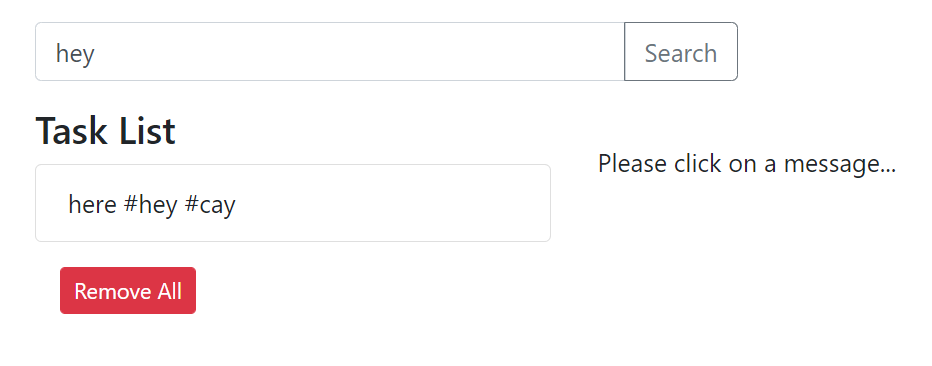 hey
Search
Task List
Please click on a message...
here #hey #cay
Remove All